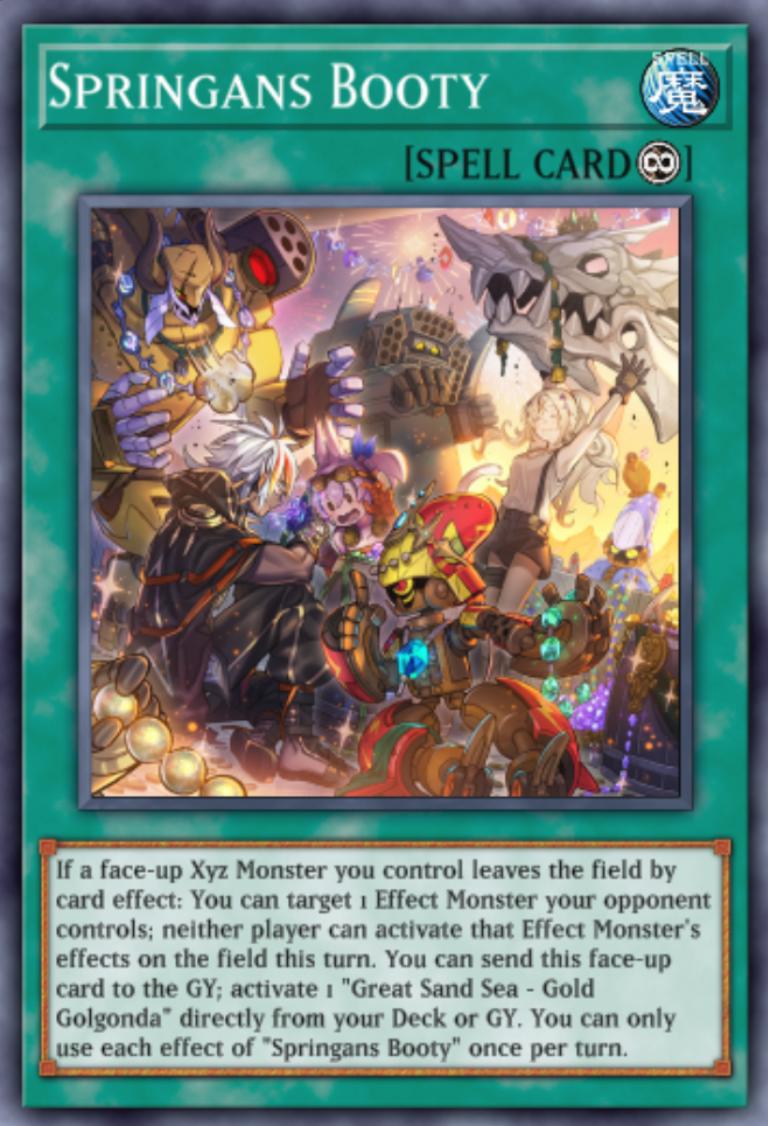 Springans Booty
SPELL
魔
[SPELL CARD]
If a face-up Xyz Monster you control leaves the field by
card effect: You can target 1 Effect Monster your opponent
controls; neither player can activate that Effect Monster's
effects on the field this turn. You can send this face-up
card to the GY; activate 1 "Great Sand Sea - Gold
Golgonda" directly from your Deck or GY. You can only
use each effect of "Springans Booty" once per turn.